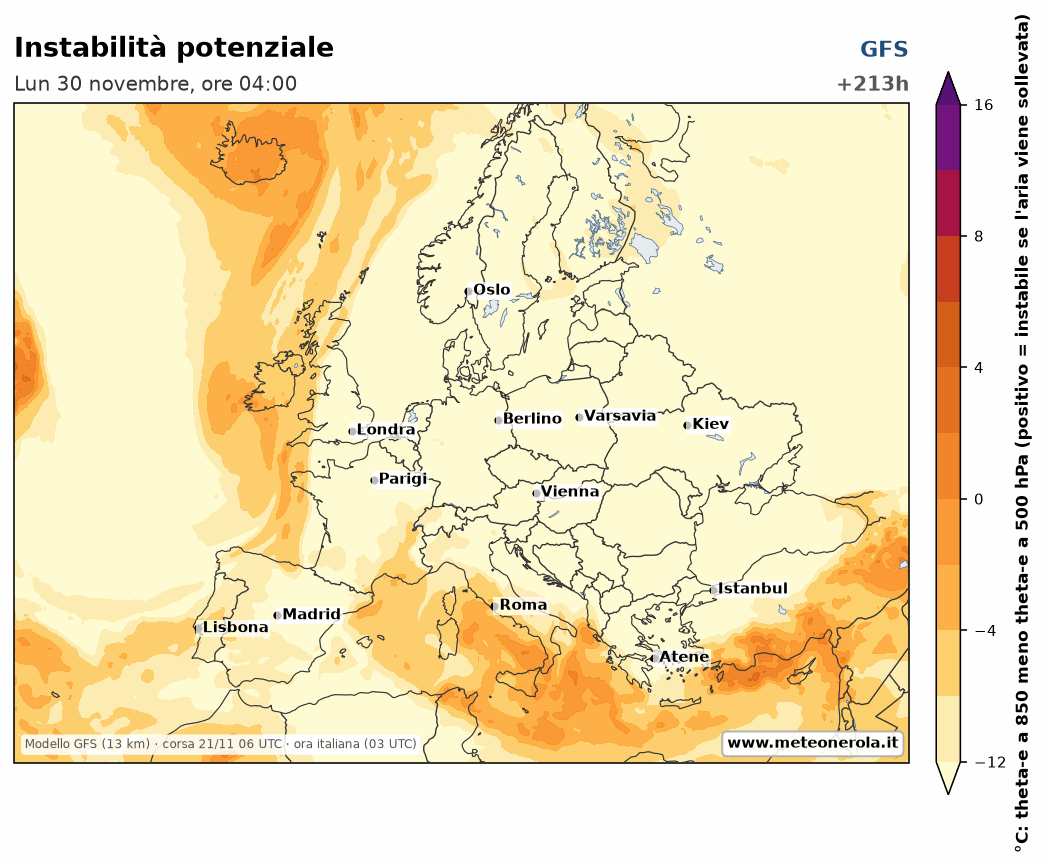 Instabilità potenziale
GFS
Lun 30 novembre, ore 04:00
+213h
Oslo
Berlino
Varsavia
Kiev
Londra
Parigi
Vienna
Istanbul
Roma
Madrid
Lisbona
Atene
Modello GFS (13 km) · corsa 21/11 06 UTC · ora italiana (03 UTC)
www.meteonerola.it
16
8
4
0
−4
−12
°C: theta-e a 850 meno theta-e a 500 hPa (positivo = instabile se l'aria viene sollevata)